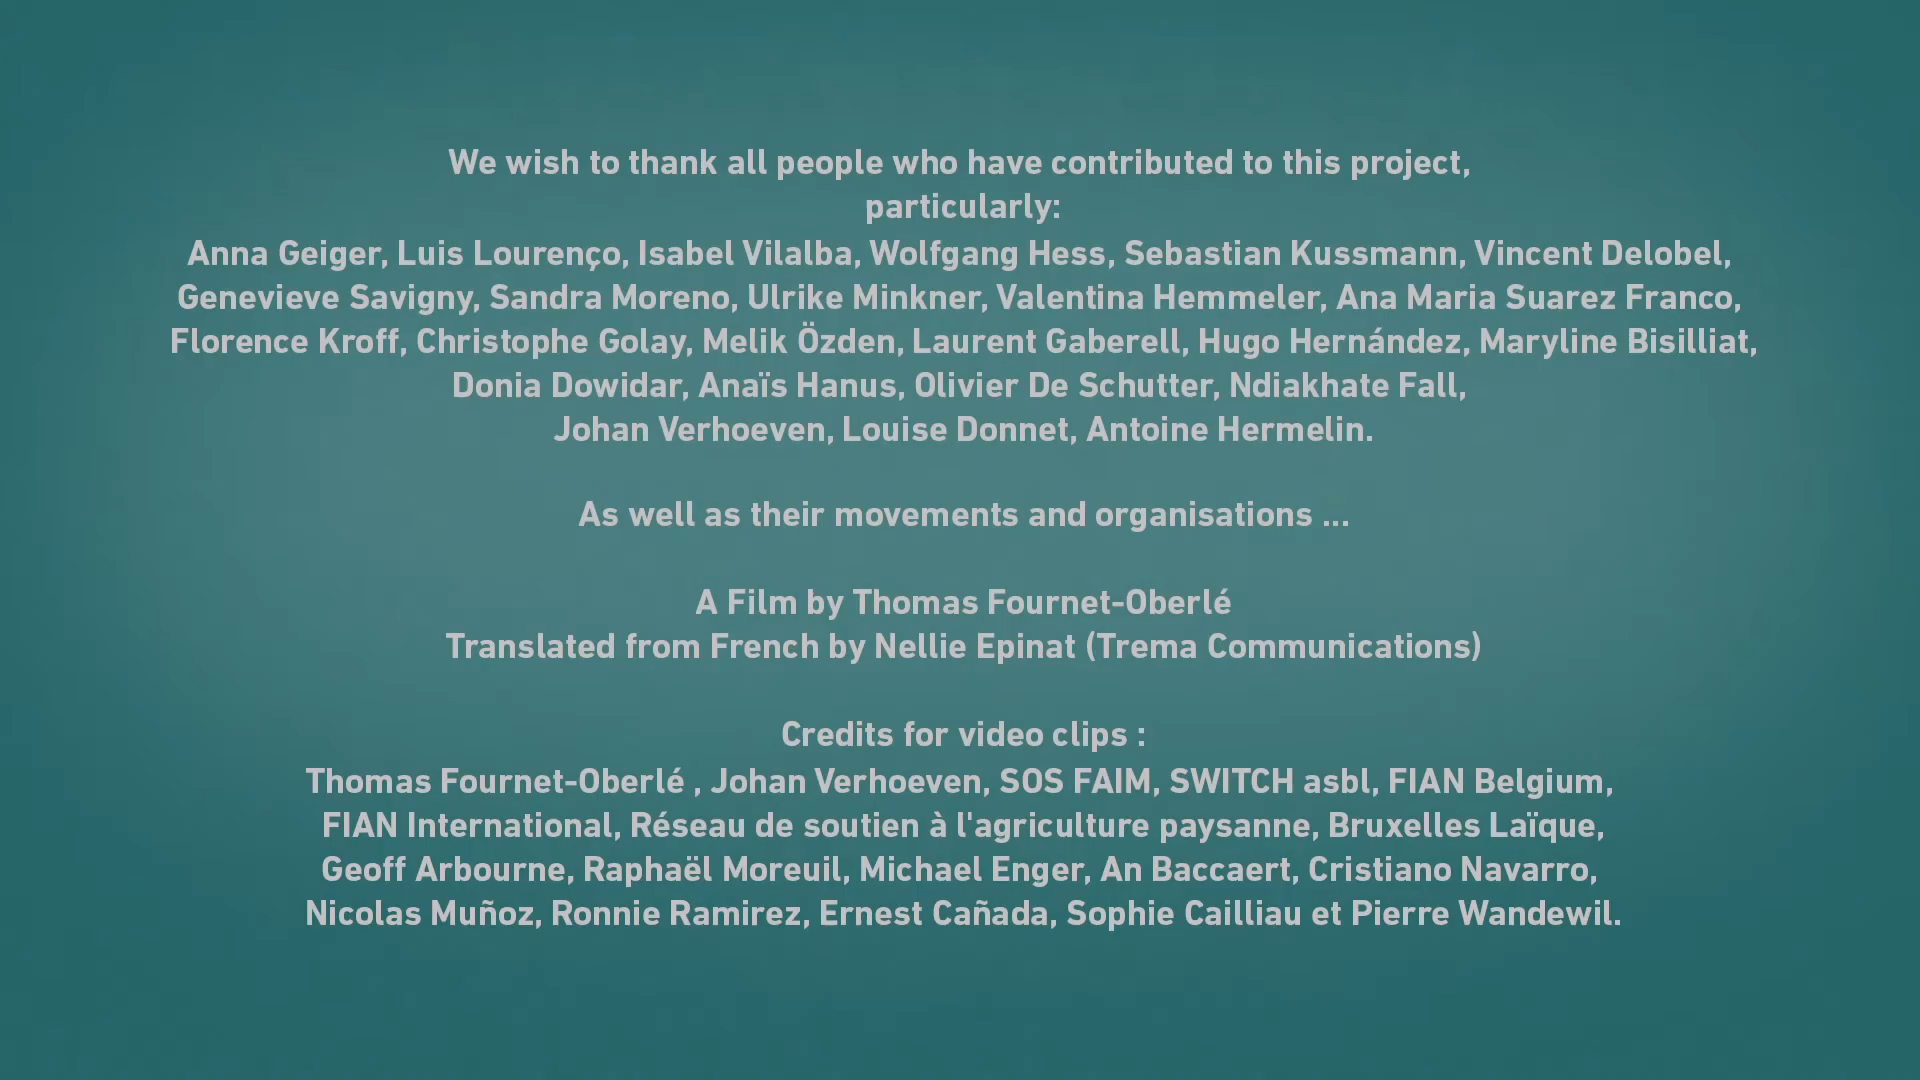 We wish to thank all people who have contributed to this project,
particularly:
Anna Geiger, Luis Lourenço, Isabel Vilalba, Wolfgang Hess, Sebastian Kussmann, Vincent Delobel,
Genevieve Savigny, Sandra Moreno, Ulrike Minkner, Valentina Hemmeler, Ana Maria Suarez Franco,
Florence Kroff, Christophe Golay, Melik Özden, Laurent Gaberell, Hugo Hernández, Maryline Bisilliat,
Donia Dowidar, Anaïs Hanus, Olivier De Schutter, Ndiakhate Fall,
Johan Verhoeven, Louise Donnet, Antoine Hermelin.
As well as their movements and organisations ...
A Film by Thomas Fournet-Oberlé
Translated from French by Nellie Epinat (Trema Communications)
Credits for video clips :
Thomas Fournet-Oberlé , Johan Verhoeven, SOS FAIM, SWITCH asbl, FIAN Belgium,
FIAN International, Réseau de soutien à l'agriculture paysanne, Bruxelles Laïque,
Geoff Arbourne, Raphaël Moreuil, Michael Enger, An Baccaert, Cristiano Navarro,
Nicolas Muñoz, Ronnie Ramirez, Ernest Cañada, Sophie Cailliau et Pierre Wandewil.